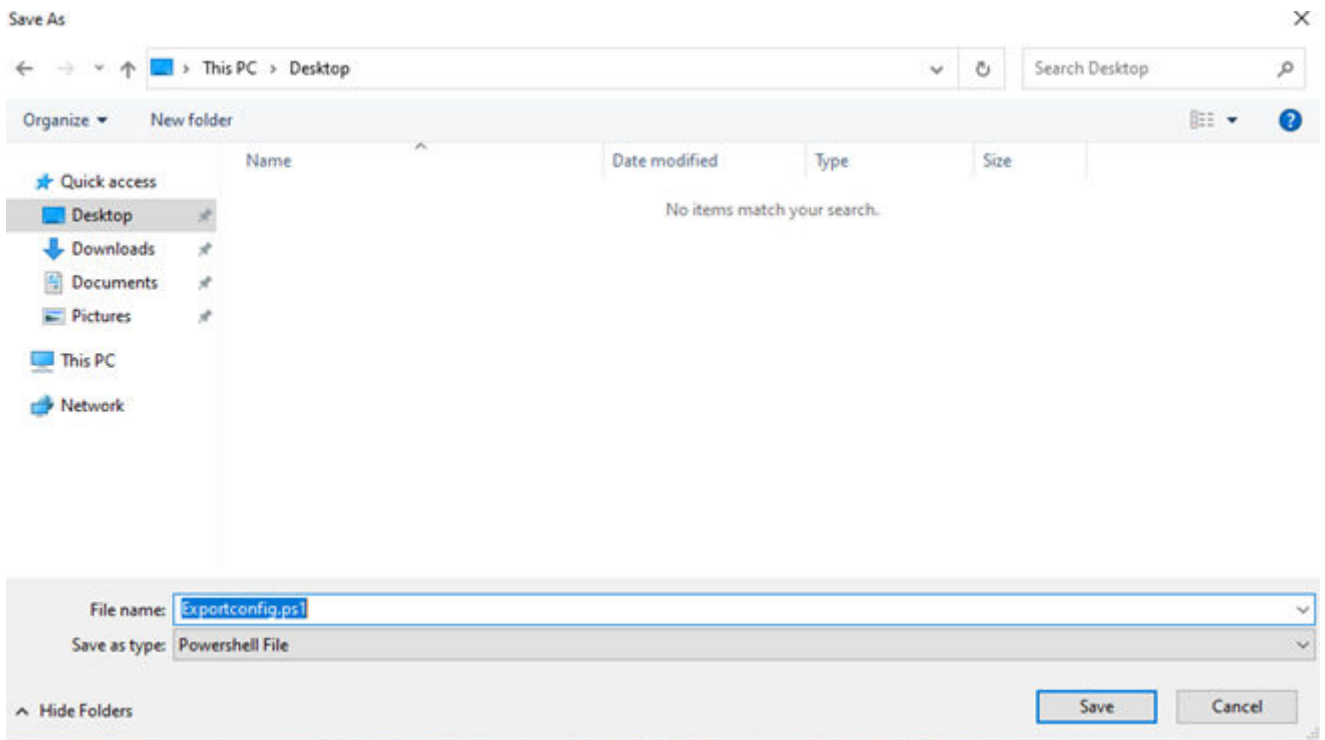 Save As
This PC > Desktop
Search Desktop
Organize
New folder
Name
Date modified
Type
Size
Quick access
No items match your search.
Desktop
Downloads
Documents
Pictures
This PC
Network
File name: Exportconfig.ps1
Save as type: Powershell File
Hide Folders
Save
Cancel